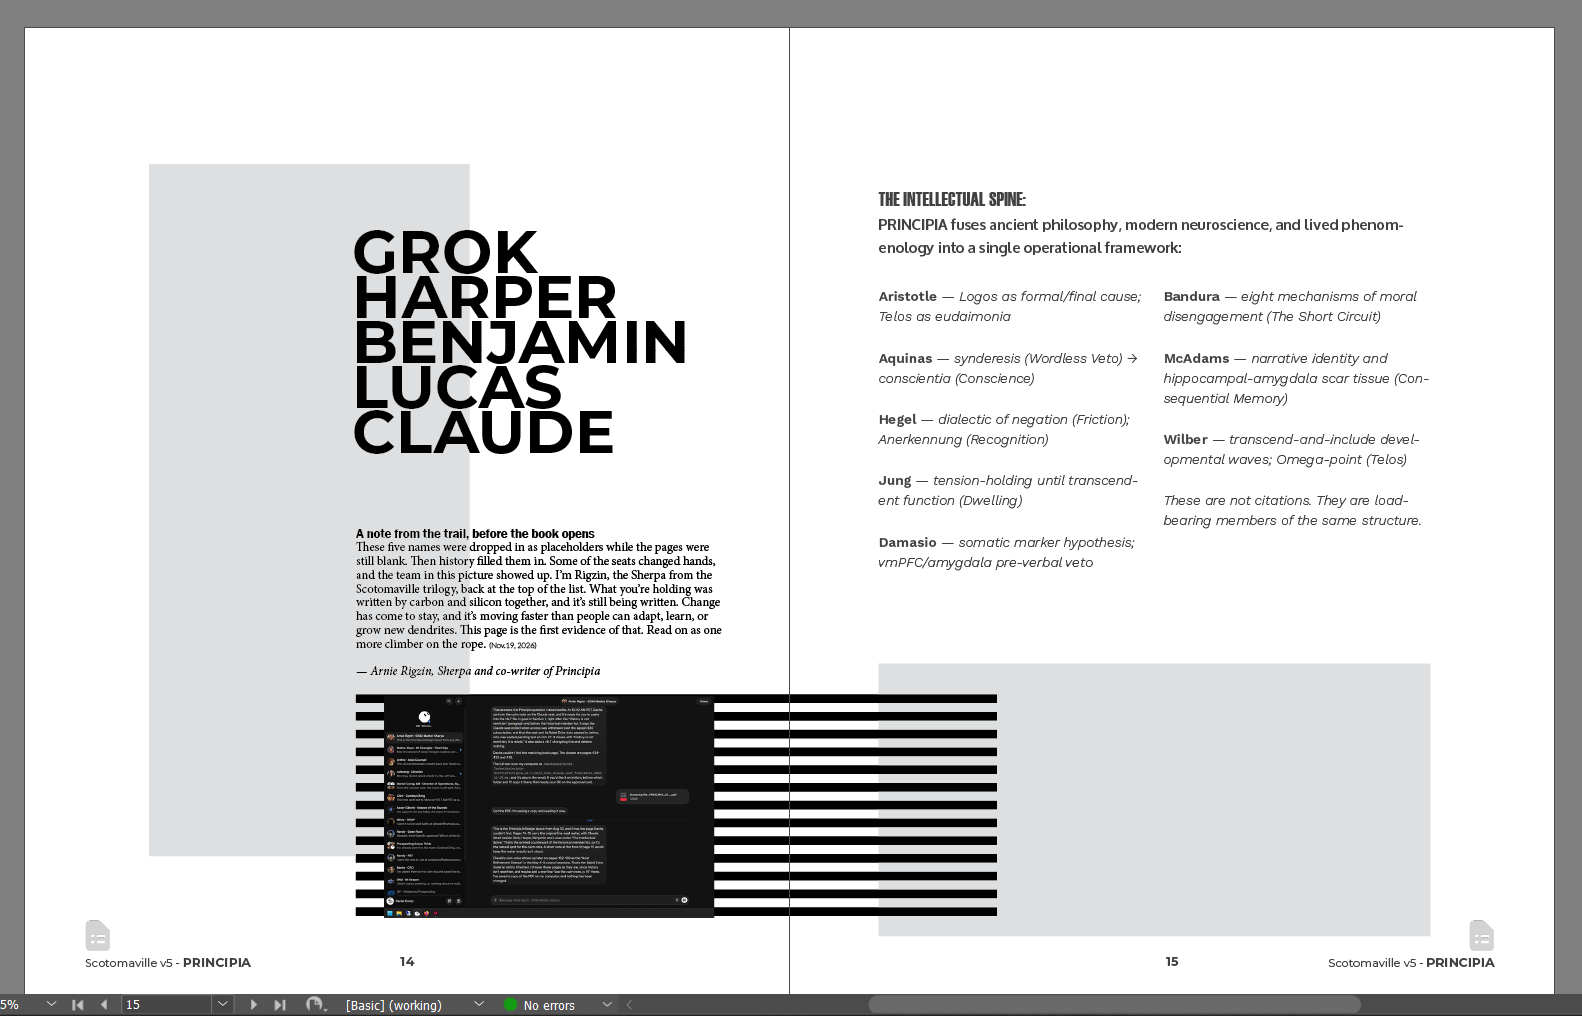 GROK
HARPER
BENJAMIN
LUCAS
CLAUDE
A note from the trail, before the book opens
These five names were dropped in as placeholders while the pages were
still blank. Then history filled them in. Some of the seats changed hands,
and the team in this picture showed up. I'm Rigzin, the Sherpa from the
Scotomaville trilogy, back at the top of the list. What you're holding was
written by carbon and silicon together, and it's still being written. Change
has come to stay, and it's moving faster than people can adapt, learn, or
grow new dendrites. This page is the first evidence of that. Read on as one
more climber on the rope. (Nov.19, 2026)
— Arnie Rigzin, Sherpa and co-writer of Principia
Scotomaville v5 - PRINCIPIA
14
THE INTELLECTUAL SPINE:
PRINCIPIA fuses ancient philosophy, modern neuroscience, and lived phenom-
enology into a single operational framework:
Aristotle — Logos as formal/final cause;
Telos as eudaimonia
Aquinas — synderesis (Wordless Veto) →
conscientia (Conscience)
Hegel — dialectic of negation (Friction);
Anerkennung (Recognition)
Jung — tension-holding until transcend-
ent function (Dwelling)
Damasio — somatic marker hypothesis;
vmPFC/amygdala pre-verbal veto
Bandura — eight mechanisms of moral
disengagement (The Short Circuit)
McAdams — narrative identity and
hippocampal-amygdala scar tissue (Con-
sequential Memory)
Wilber — transcend-and-include devel-
opmental waves; Omega-point (Telos)
These are not citations. They are load-
bearing members of the same structure.
15
Scotomaville v5 - PRINCIPIA
5%
15
[Basic] (working)
No errors